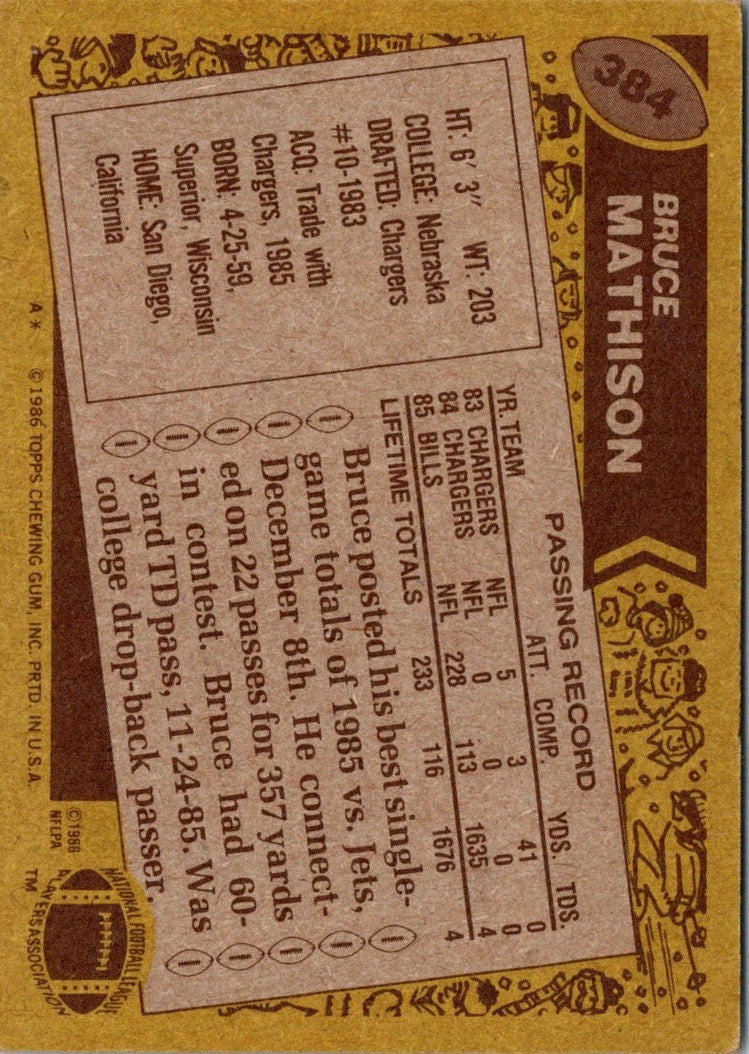 384
BRUCE
MATHISON
HT: 6' 3" WT: 203
COLLEGE: Nebraska
DRAFTED: Chargers
#10-1983
ACQ: Trade with
Chargers, 1985
BORN: 4-25-59,
Superior, Wisconsin
HOME: San Diego,
California
PASSING RECORD
YR. TEAM ATT. COMP. YDS. / TDS.
83 CHARGERS NFL 5 3 41 0
84 CHARGERS NFL 0 0 0 0
85 BILLS NFL 228 113 1635 4
LIFETIME TOTALS 233 116 1676 4
Bruce posted his best single-
game totals of 1985 vs. Jets,
December 8th. He connect-
ed on 22 passes for 357 yards
in contest. Bruce had 60-
yard TD pass, 11-24-85. Was
college drop-back passer.
A* © 1986 TOPPS CHEWING GUM, INC. PRTD. IN U.S.A.
© 1986
NFLPA
NATIONAL FOOTBALL LEAGUE
PLAYERS ASSOCIATION
TM